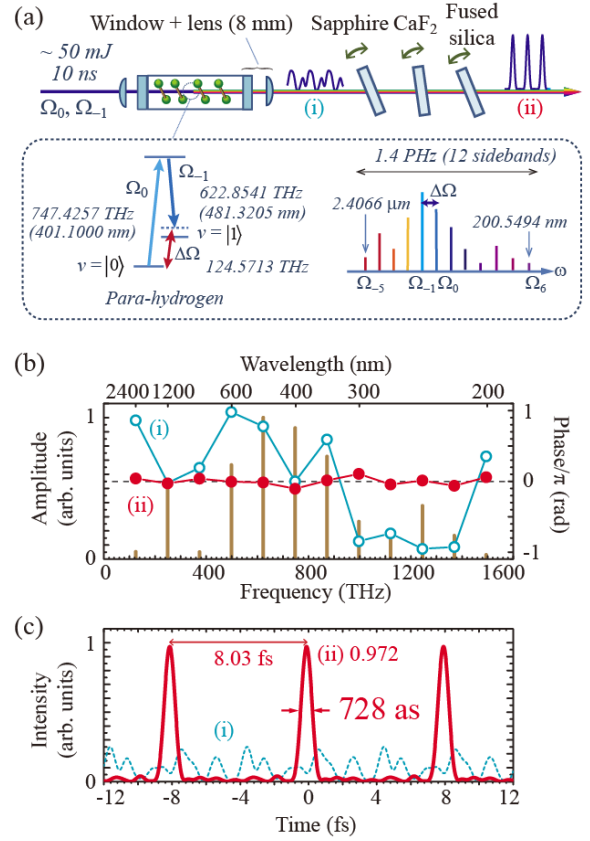 (a)
Window + lens (8 mm)
Sapphire CaF2
Fused
silica
~ 50 mJ
10 ns
Ω0, Ω−1
(i)
(ii)
Ω0
Ω−1
622.8541 THz
(481.3205 nm)
747.4257 THz
(401.1000 nm)
v = |1⟩
ΔΩ
v = |0⟩
124.5713 THz
Para-hydrogen
1.4 PHz (12 sidebands)
ΔΩ
2.4066 μm
200.5494 nm
Ω−5
Ω−1
Ω0
Ω6
ω
(b)
Wavelength (nm)
2400 1200 600 400 300 200
1
0
Amplitude
(arb. units)
(i)
(ii)
1
0
-1
Phase/π (rad)
0 400 800 1200 1600
Frequency (THz)
(c)
1
0
Intensity
(arb. units)
8.03 fs
(ii) 0.972
(i)
728 as
-12 -8 -4 0 4 8 12
Time (fs)